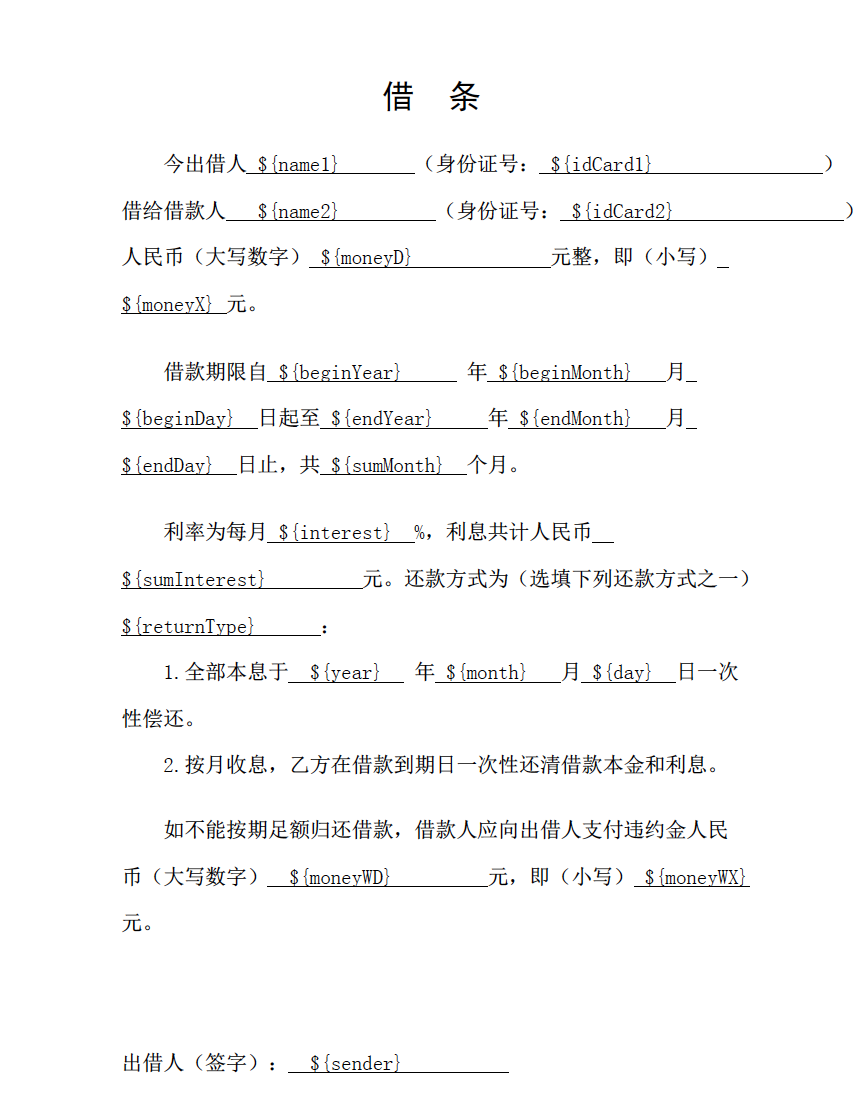 借 条
今出借人 ${name1} （身份证号： ${idCard1} ）
借给借款人 ${name2} （身份证号： ${idCard2} ）
人民币（大写数字） ${moneyD} 元整，即（小写）
${moneyX} 元。
借款期限自 ${beginYear} 年 ${beginMonth} 月
${beginDay} 日起至 ${endYear} 年 ${endMonth} 月
${endDay} 日止，共 ${sumMonth} 个月。
利率为每月 ${interest} %，利息共计人民币
${sumInterest} 元。还款方式为（选填下列还款方式之一）
${returnType} ：
1.全部本息于 ${year} 年 ${month} 月 ${day} 日一次
性偿还。
2.按月收息，乙方在借款到期日一次性还清借款本金和利息。
如不能按期足额归还借款，借款人应向出借人支付违约金人民
币（大写数字） ${moneyWD} 元，即（小写） ${moneyWX}
元。
出借人（签字）： ${sender}